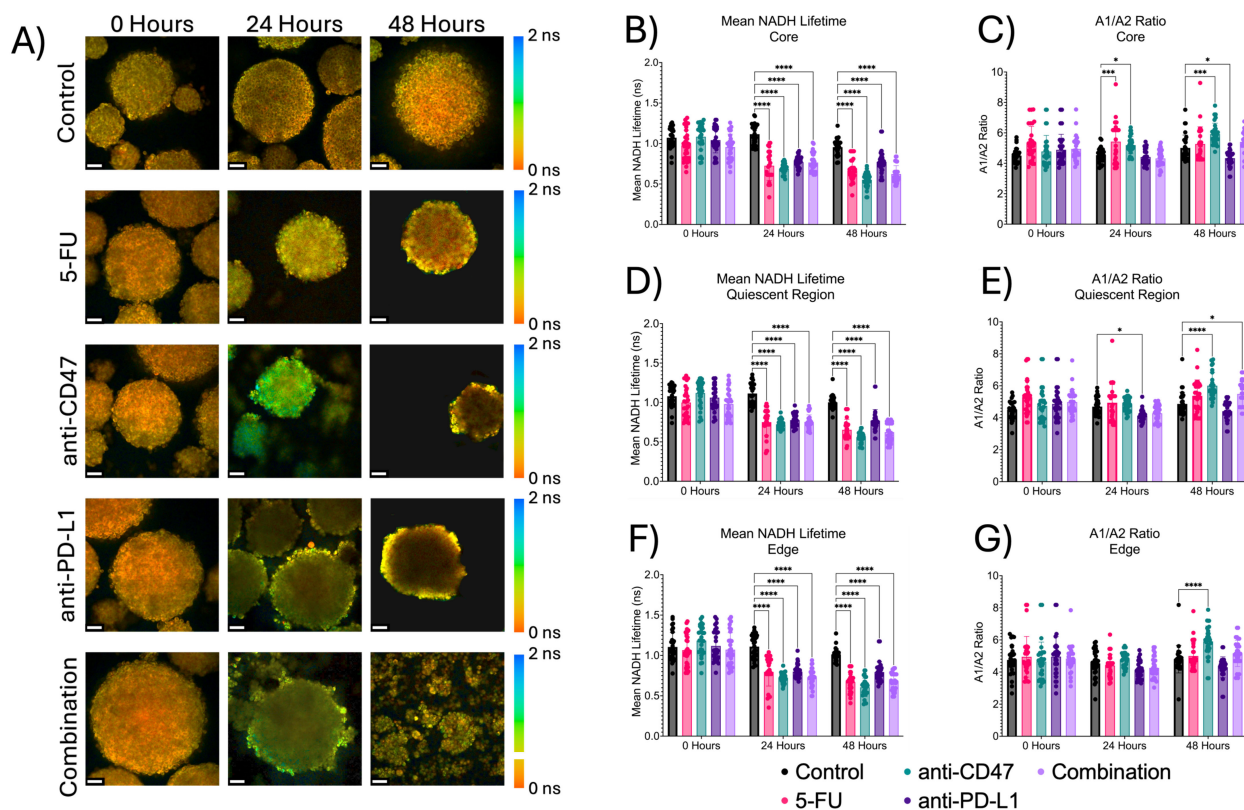 A)
0 Hours 24 Hours 48 Hours
Control
2 ns
0 ns
5-FU
2 ns
0 ns
anti-CD47
2 ns
0 ns
anti-PD-L1
2 ns
0 ns
Combination
2 ns
0 ns
B)
Mean NADH Lifetime
Core
Mean NADH Lifetime (ns)
2.0
1.5
1.0
0.5
0.0
**** **** **** ****
**** **** **** ****
0 Hours 24 Hours 48 Hours
C)
A1/A2 Ratio
Core
A1/A2 Ratio
10
8
6
4
2
0
*** *
* ***
0 Hours 24 Hours 48 Hours
D)
Mean NADH Lifetime
Quiescent Region
Mean NADH Lifetime (ns)
2.0
1.5
1.0
0.5
0.0
**** **** **** ****
**** **** **** ****
0 Hours 24 Hours 48 Hours
E)
A1/A2 Ratio
Quiescent Region
A1/A2 Ratio
10
8
6
4
2
0
*
* ****
0 Hours 24 Hours 48 Hours
F)
Mean NADH Lifetime
Edge
Mean NADH Lifetime (ns)
2.0
1.5
1.0
0.5
0.0
**** **** **** ****
**** **** **** ****
0 Hours 24 Hours 48 Hours
G)
A1/A2 Ratio
Edge
A1/A2 Ratio
10
8
6
4
2
0
****
0 Hours 24 Hours 48 Hours
Control anti-CD47 Combination
5-FU anti-PD-L1